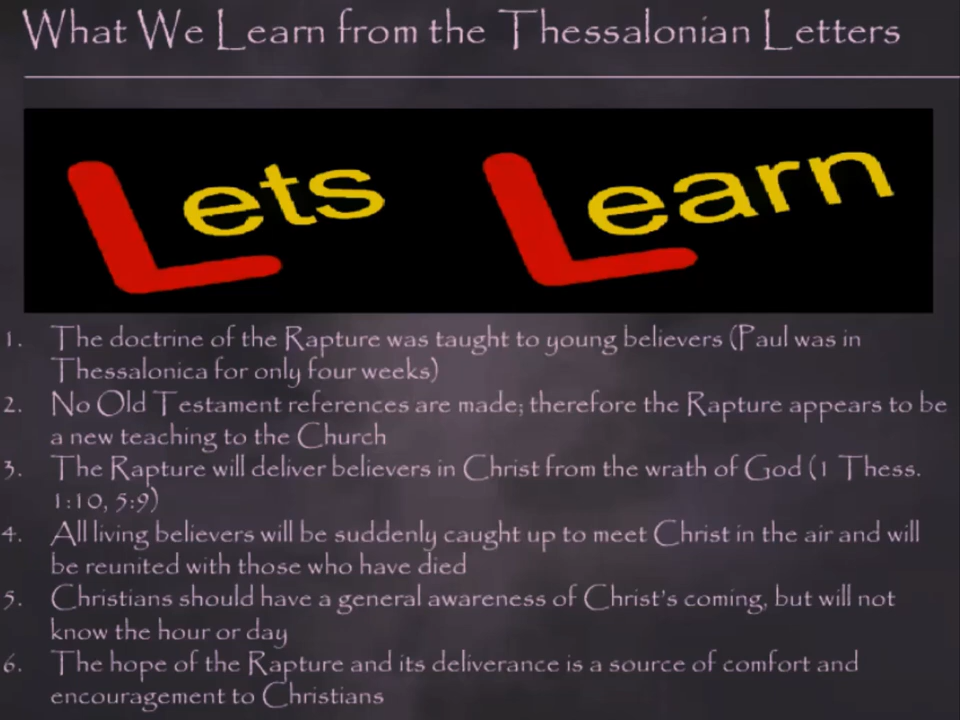 What We Learn from the Thessalonian Letters
Lets Learn
1. The doctrine of the Rapture was taught to young believers (Paul was in
Thessalonica for only four weeks)
2. No Old Testament references are made; therefore the Rapture appears to be
a new teaching to the Church
3. The Rapture will deliver believers in Christ from the wrath of God (1 Thess.
1:10, 5:9)
4. All living believers will be suddenly caught up to meet Christ in the air and will
be reunited with those who have died
5. Christians should have a general awareness of Christ's coming, but will not
know the hour or day
6. The hope of the Rapture and its deliverance is a source of comfort and
encouragement to Christians